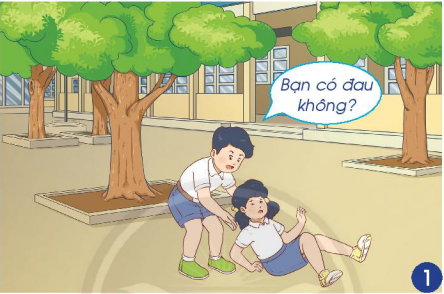 Bạn có đau
không?
1